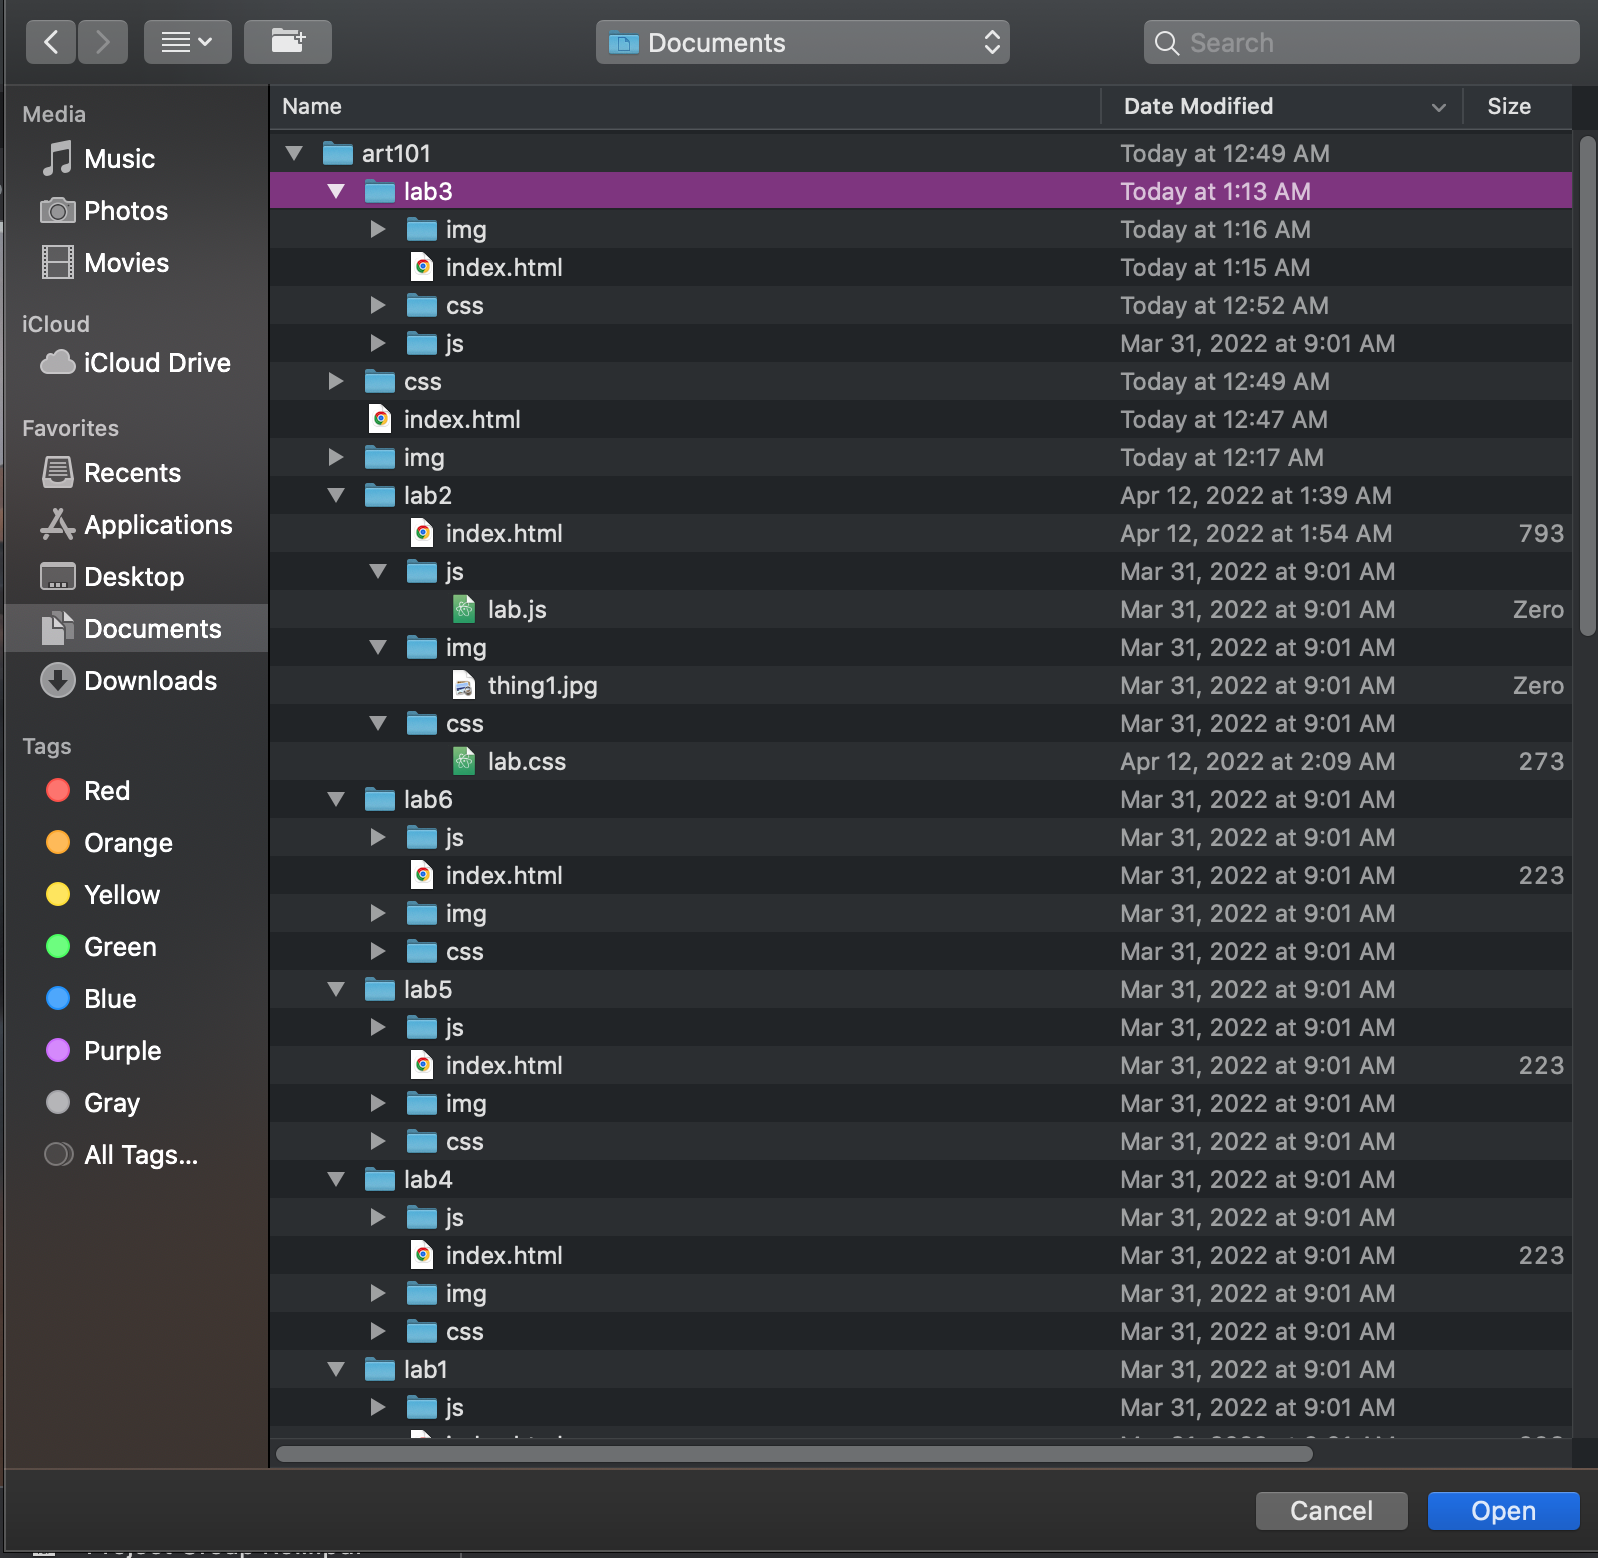 Documents
Search
Media
Music
Photos
Movies
iCloud
iCloud Drive
Favorites
Recents
Applications
Desktop
Documents
Downloads
Tags
Red
Orange
Yellow
Green
Blue
Purple
Gray
All Tags...
Name Date Modified Size
art101 Today at 12:49 AM
lab3 Today at 1:13 AM
img Today at 1:16 AM
index.html Today at 1:15 AM
css Today at 12:52 AM
js Mar 31, 2022 at 9:01 AM
css Today at 12:49 AM
index.html Today at 12:47 AM
img Today at 12:17 AM
lab2 Apr 12, 2022 at 1:39 AM
index.html Apr 12, 2022 at 1:54 AM 793
js Mar 31, 2022 at 9:01 AM
lab.js Mar 31, 2022 at 9:01 AM Zero
img Mar 31, 2022 at 9:01 AM
thing1.jpg Mar 31, 2022 at 9:01 AM Zero
css Mar 31, 2022 at 9:01 AM
lab.css Apr 12, 2022 at 2:09 AM 273
lab6 Mar 31, 2022 at 9:01 AM
js Mar 31, 2022 at 9:01 AM
index.html Mar 31, 2022 at 9:01 AM 223
img Mar 31, 2022 at 9:01 AM
css Mar 31, 2022 at 9:01 AM
lab5 Mar 31, 2022 at 9:01 AM
js Mar 31, 2022 at 9:01 AM
index.html Mar 31, 2022 at 9:01 AM 223
img Mar 31, 2022 at 9:01 AM
css Mar 31, 2022 at 9:01 AM
lab4 Mar 31, 2022 at 9:01 AM
js Mar 31, 2022 at 9:01 AM
index.html Mar 31, 2022 at 9:01 AM 223
img Mar 31, 2022 at 9:01 AM
css Mar 31, 2022 at 9:01 AM
lab1 Mar 31, 2022 at 9:01 AM
js Mar 31, 2022 at 9:01 AM
Cancel Open